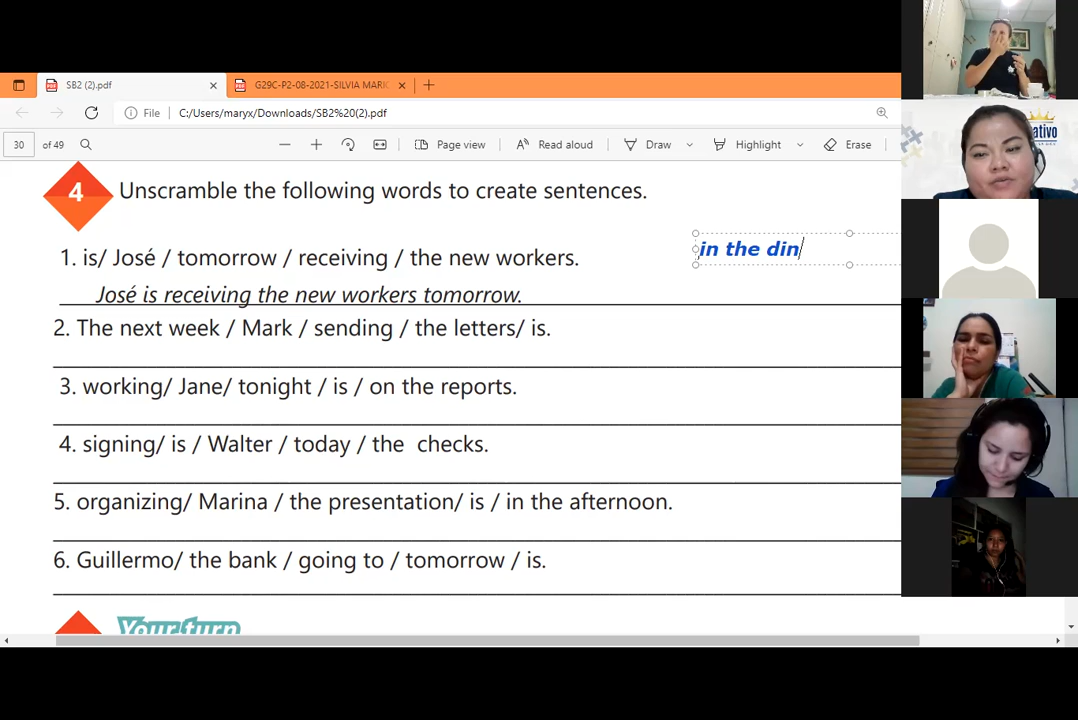 SB2 (2).pdf
G29C-P2-08-2021-SILVIA MARI
File
C:/Users/maryx/Downloads/SB2%20(2).pdf
30 of 49
Page view
Read aloud
Draw
Highlight
Erase
4 Unscramble the following words to create sentences.
in the din
1. is/ José / tomorrow / receiving / the new workers.
José is receiving the new workers tomorrow.
2. The next week / Mark / sending / the letters/ is.
3. working/ Jane/ tonight / is / on the reports.
4. signing/ is / Walter / today / the checks.
5. organizing/ Marina / the presentation/ is / in the afternoon.
6. Guillermo/ the bank / going to / tomorrow / is.
Your turn